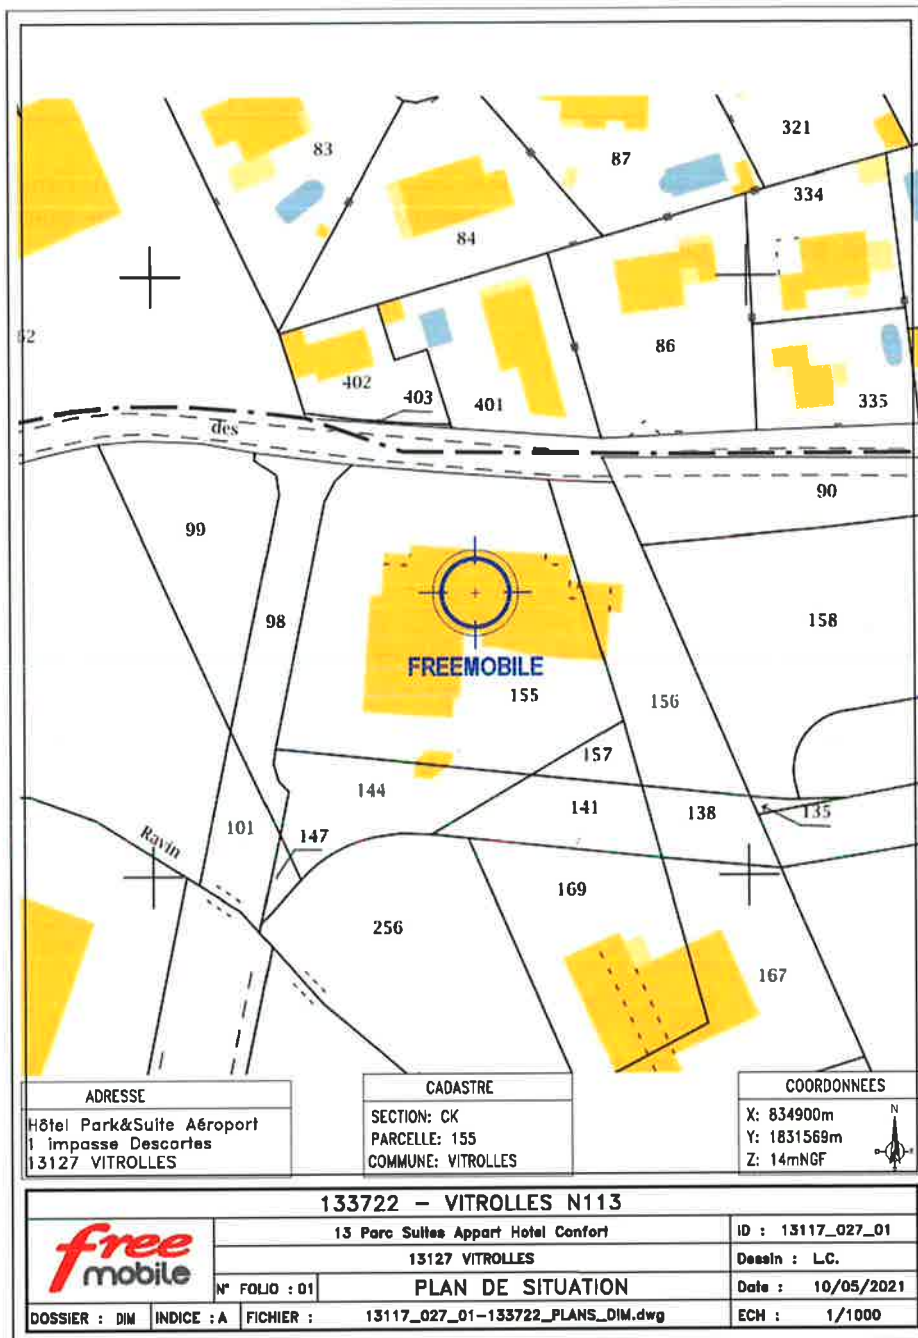 321
83
87
334
84
52
86
402
403
401
335
des
90
99
98
158
FREEMOBILE
155
156
157
144
141
138
135
101
147
Ravin
169
256
167
ADRESSE
Hôtel Park&Suite Aéroport
1 impasse Descartes
13127 VITROLLES
CADASTRE
SECTION: CK
PARCELLE: 155
COMMUNE: VITROLLES
COORDONNEES
X: 834900m
Y: 1831569m
Z: 14mNGF
N
133722 – VITROLLES N113
free
mobile
13 Parc Suites Appart Hotel Confort
ID : 13117_027_01
13127 VITROLLES
Dessin : L.C.
N° FOLIO : 01
PLAN DE SITUATION
Date : 10/05/2021
DOSSIER : DIM
INDICE : A
FICHIER : 13117_027_01-133722_PLANS_DIM.dwg
ECH : 1/1000